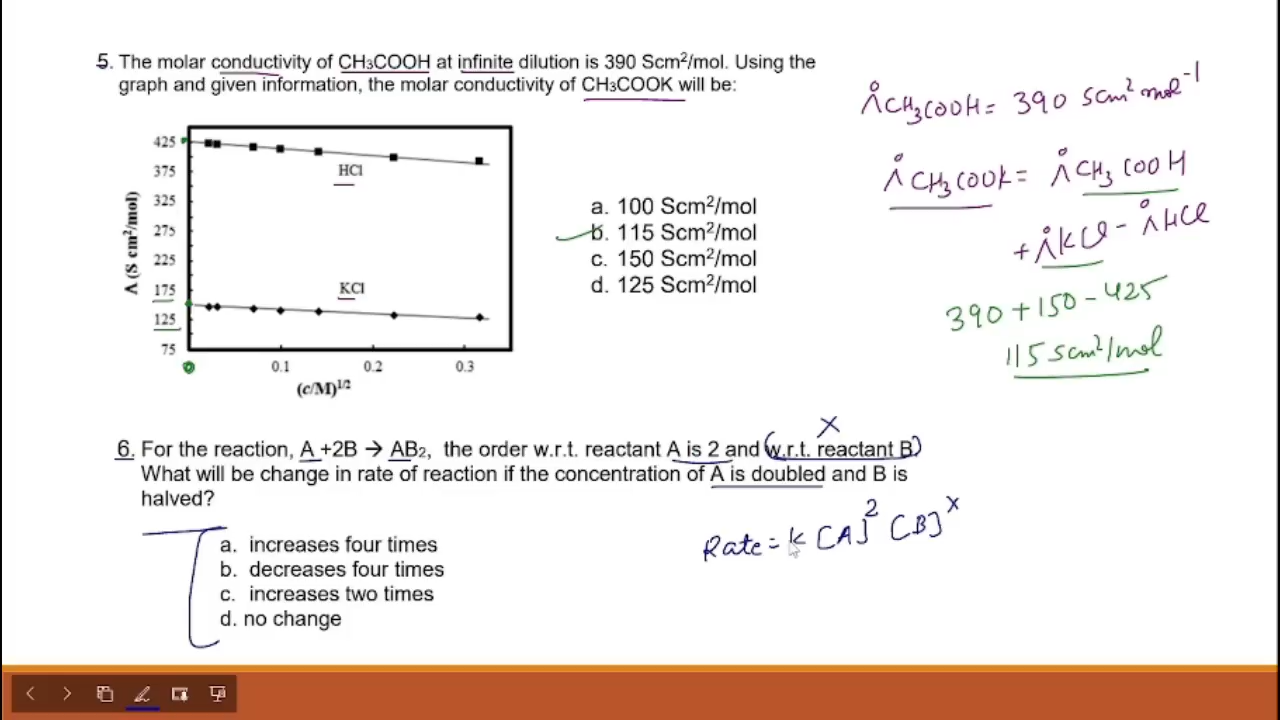 5. The molar conductivity of CH₃COOH at infinite dilution is 390 Scm²/mol. Using the
graph and given information, the molar conductivity of CH₃COOK will be:
425
375
325
275
225
175
125
75
Λ (S cm²/mol)
HCl
KCl
0
0.1
0.2
0.3
(c/M)¹/²
a. 100 Scm²/mol
b. 115 Scm²/mol
c. 150 Scm²/mol
d. 125 Scm²/mol
Λ° CH₃COOH = 390 Scm² mol⁻¹
Λ° CH₃COOK = Λ° CH₃COOH
+ Λ° KCl - Λ° HCl
390 + 150 - 425
115 Scm²/mol
6. For the reaction, A +2B → AB₂, the order w.r.t. reactant A is 2 and (w.r.t. reactant B)
x
What will be change in rate of reaction if the concentration of A is doubled and B is
halved?
a. increases four times
b. decreases four times
c. increases two times
d. no change
Rate = k [A]² [B]ˣ